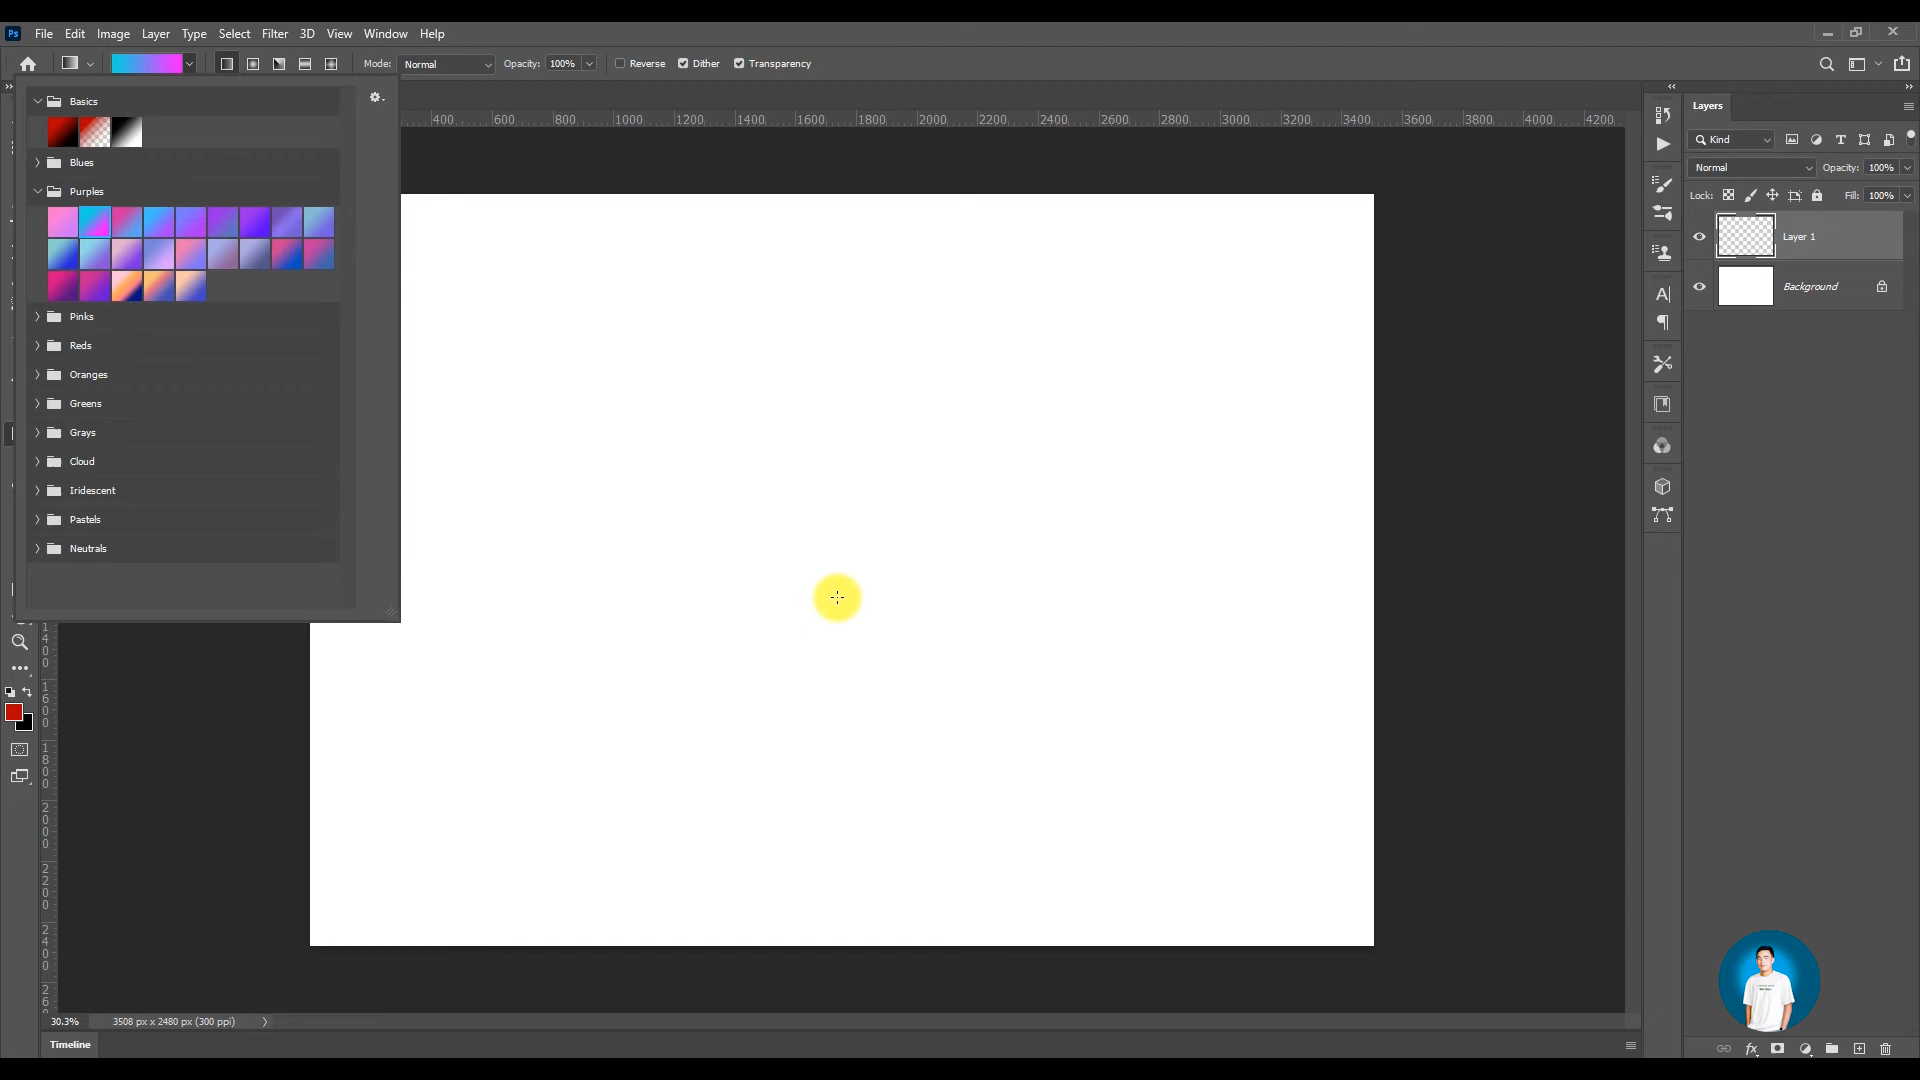 Ps File Edit Image Layer Type Select Filter 3D View Window Help
Mode: Normal Opacity: 100% Reverse Dither Transparency
Basics
Blues
Purples
Pinks
Reds
Oranges
Greens
Grays
Cloud
Iridescent
Pastels
Neutrals
400 600 800 1000 1200 1400 1600 1800 2000 2200 2400 2600 2800 3000 3200 3400 3600 3800 4000 4200
1400
1600
1800
2000
2200
2400
Layers
Kind
Normal Opacity: 100%
Lock: Fill: 100%
Layer 1
Background
30.3% 3508 px x 2480 px (300 ppi)
Timeline